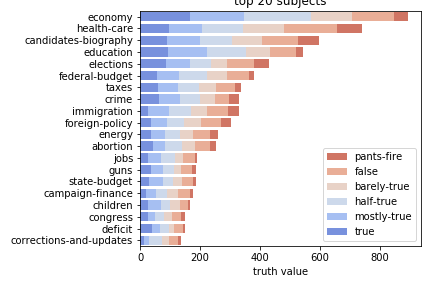 top 20 subjects
economy
health-care
candidates-biography
education
elections
federal-budget
taxes
crime
immigration
foreign-policy
energy
abortion
jobs
guns
state-budget
campaign-finance
children
congress
deficit
corrections-and-updates
pants-fire
false
barely-true
half-true
mostly-true
true
0 200 400 600 800
truth value